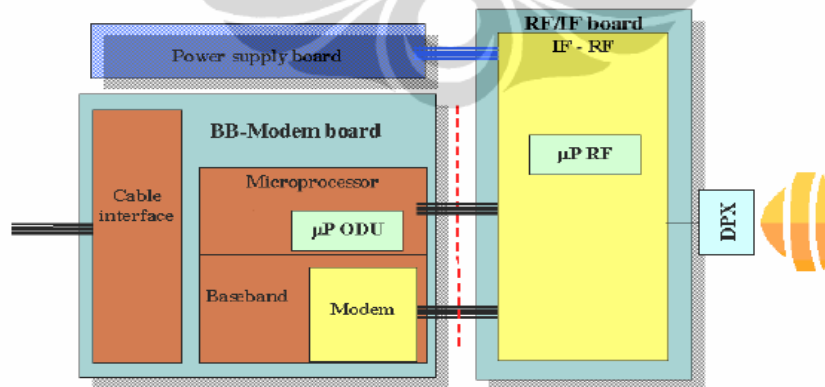 RF/IF board
IF - RF
Power supply board
BB-Modem board
μP RF
Microprocessor
Cable
interface
μP ODU
DPX
Baseband
Modem